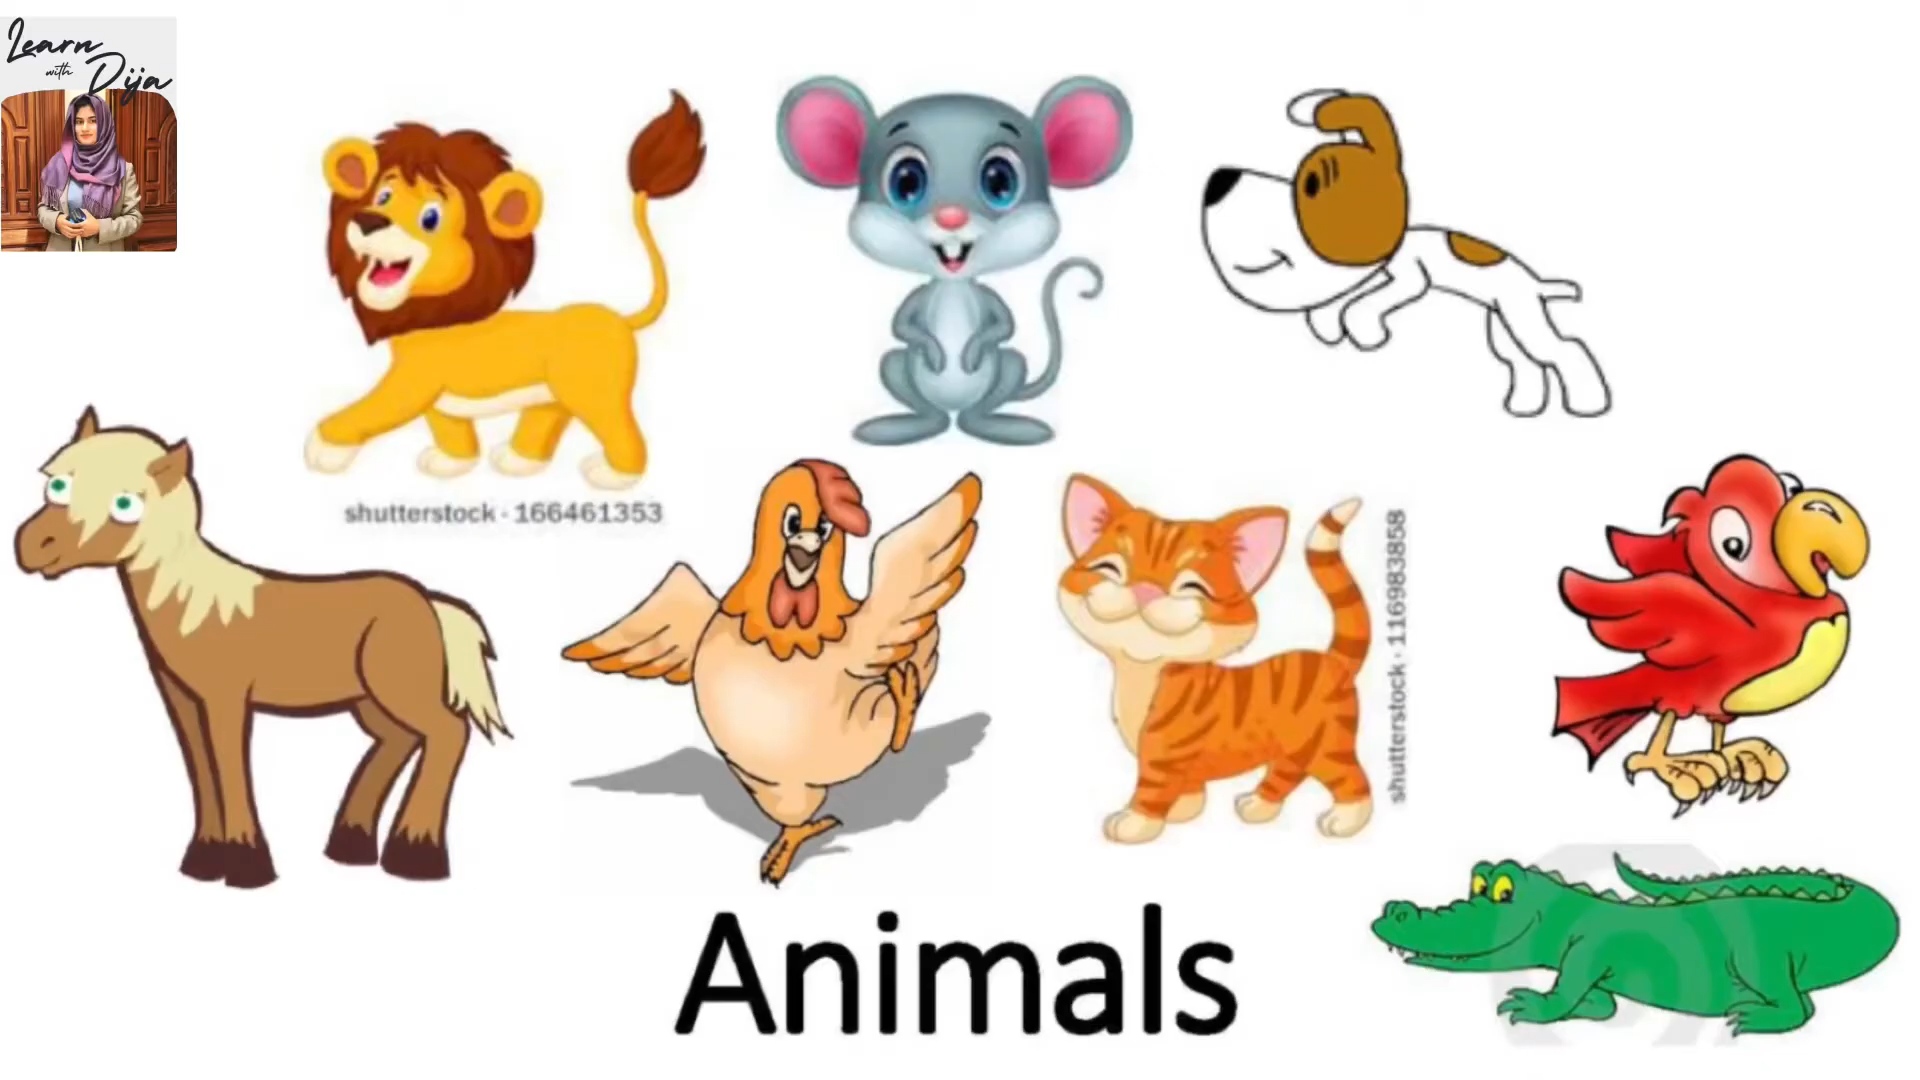 Learn
with
Dija
shutterstock · 166461353
shutterstock · 116983858
Animals